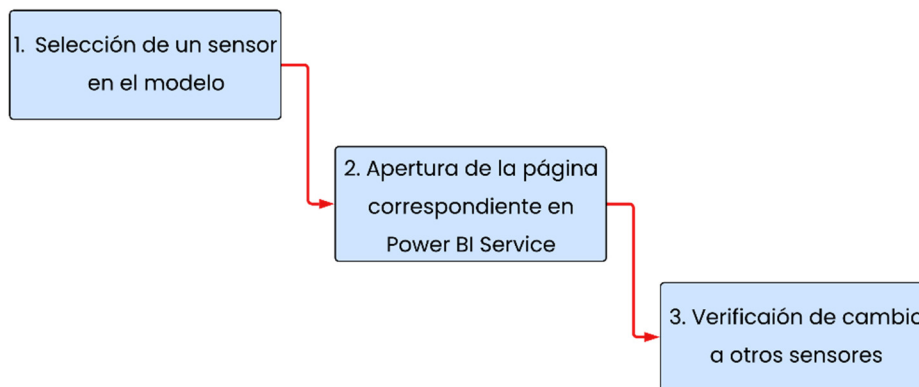 1. Selección de un sensor
en el modelo
2. Apertura de la página
correspondiente en
Power BI Service
3. Verificaión de cambio
a otros sensores